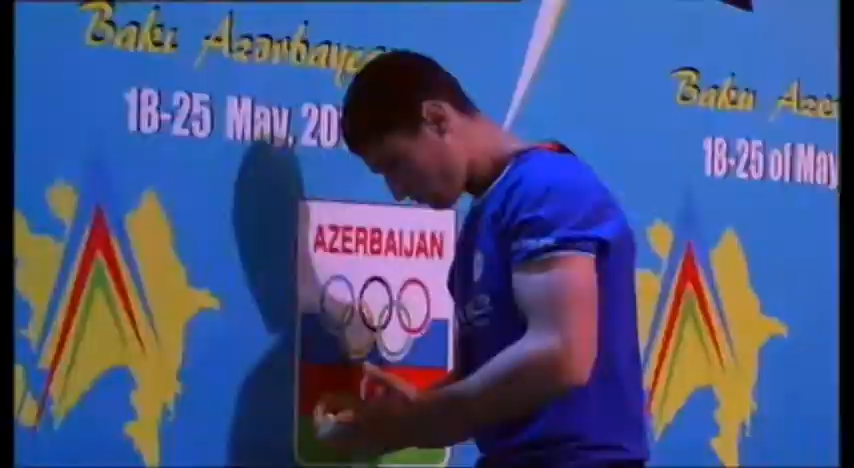 Baku Azerbaycan
18-25 May, 20
AZERBAIJAN
Baku Azer
18-25 of May